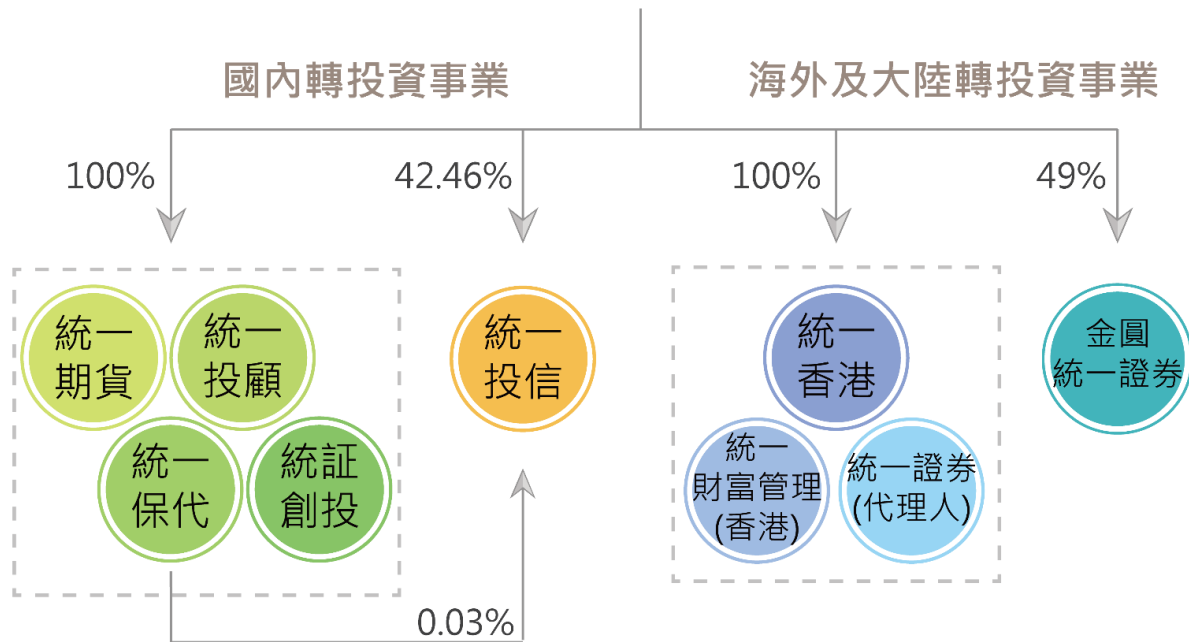 國內轉投資事業
海外及大陸轉投資事業
100%
42.46%
100%
49%
統一
期貨
統一
投顧
統一
保代
統証
創投
統一
投信
統一
香港
統一
財富管理
(香港)
統一證券
(代理人)
金圓
統一證券
0.03%